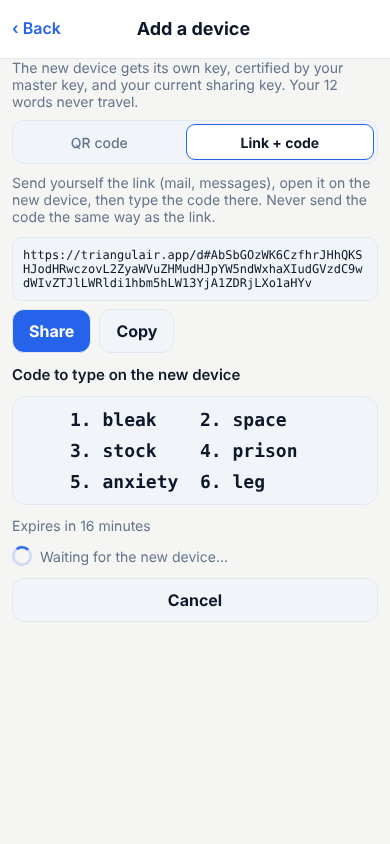 ‹ Back
Add a device
The new device gets its own key, certified by your
master key, and your current sharing key. Your 12
words never travel.
QR code
Link + code
Send yourself the link (mail, messages), open it on the
new device, then type the code there. Never send the
code the same way as the link.
https://triangulair.app/d#AbSbGOzWK6CzfhrJHhQKS
HJodHRwczovL2ZyaWVuZHMudHJpYW5ndWxhaXIudGVzdC9w
dWIvZTJlLWRldi1hbm5hLW13YjA1ZDRjLXo1aHYv
Share
Copy
Code to type on the new device
1. bleak 2. space
3. stock 4. prison
5. anxiety 6. leg
Expires in 16 minutes
Waiting for the new device…
Cancel